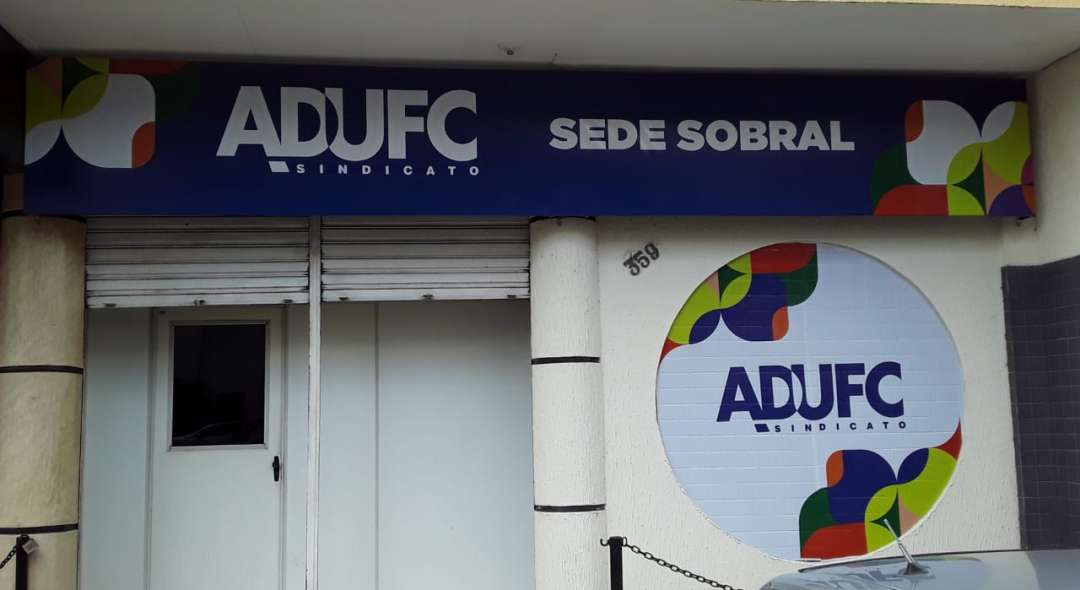 ADUFC
SINDICATO
SEDE SOBRAL
359
ADUFC
SINDICATO